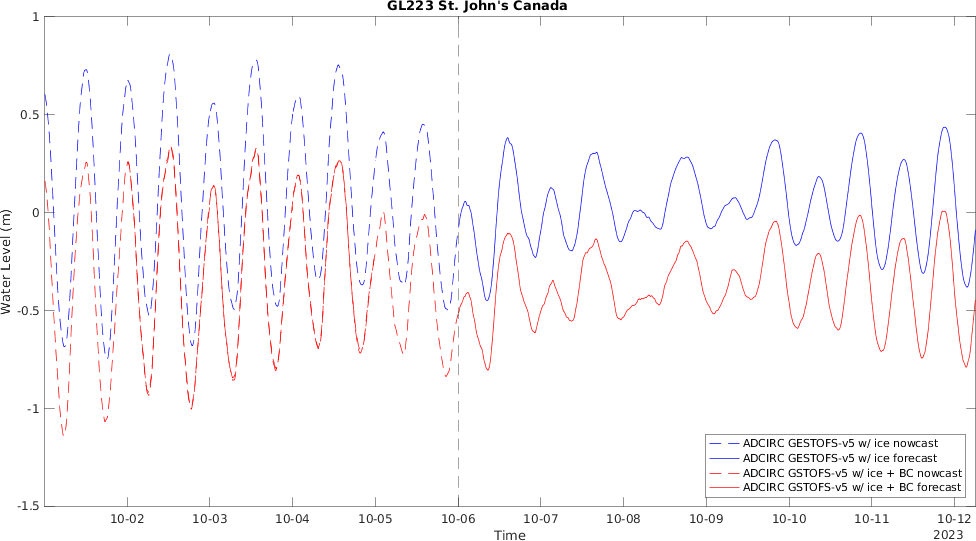 GL223 St. John's Canada
1
0.5
0
-0.5
-1
-1.5
Water Level (m)
10-02 10-03 10-04 10-05 10-06 10-07 10-08 10-09 10-10 10-11 10-12
Time
2023
ADCIRC GESTOFS-v5 w/ ice nowcast
ADCIRC GESTOFS-v5 w/ ice forecast
ADCIRC GSTOFS-v5 w/ ice + BC nowcast
ADCIRC GSTOFS-v5 w/ ice + BC forecast